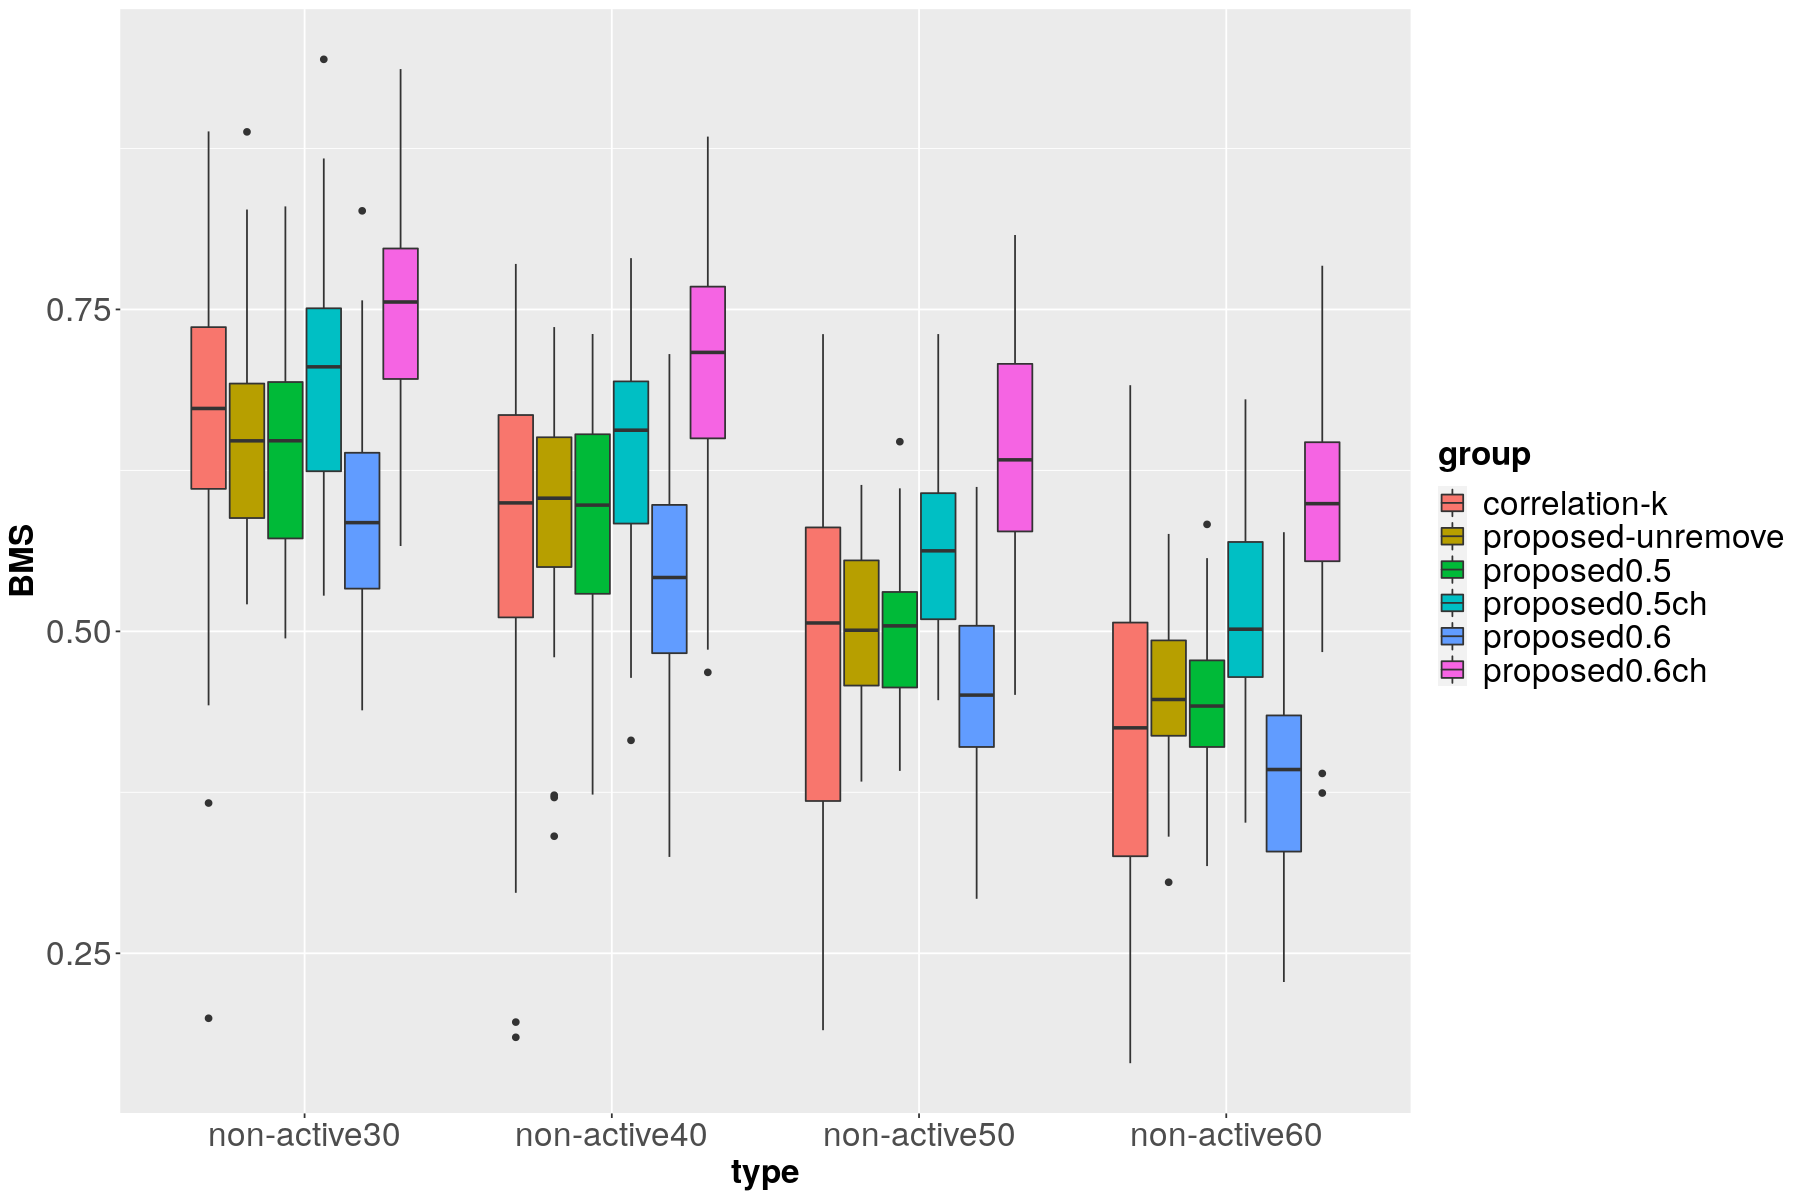 BMS
0.75
0.50
0.25
non-active30 non-active40 non-active50 non-active60
type
group
correlation-k
proposed-unremove
proposed0.5
proposed0.5ch
proposed0.6
proposed0.6ch